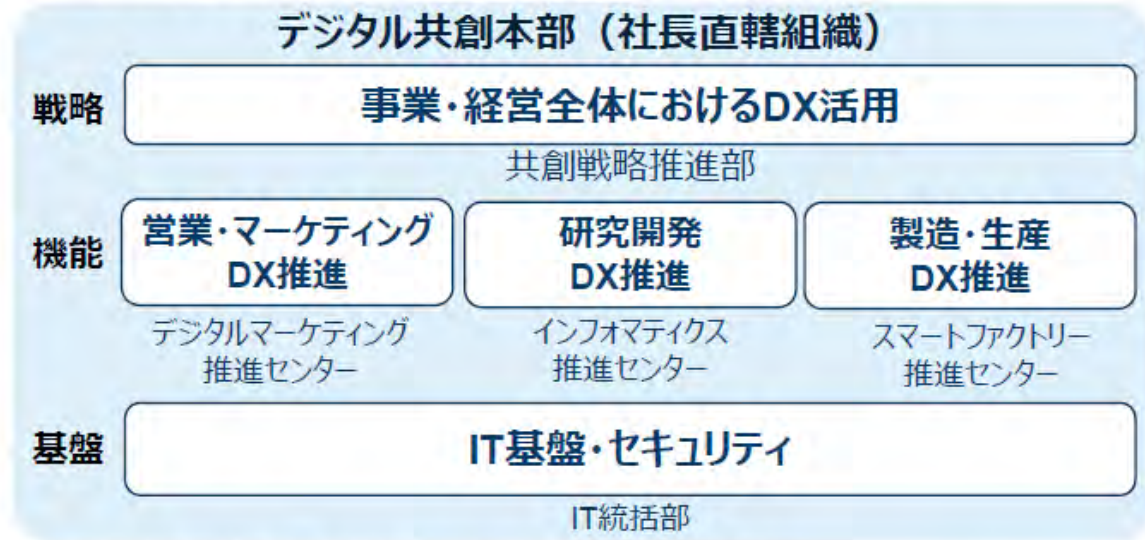 デジタル共創本部（社長直轄組織）
戦略
事業・経営全体におけるDX活用
共創戦略推進部
機能
営業・マーケティング
DX推進
デジタルマーケティング
推進センター
研究開発
DX推進
インフォマティクス
推進センター
製造・生産
DX推進
スマートファクトリー
推進センター
基盤
IT基盤・セキュリティ
IT統括部